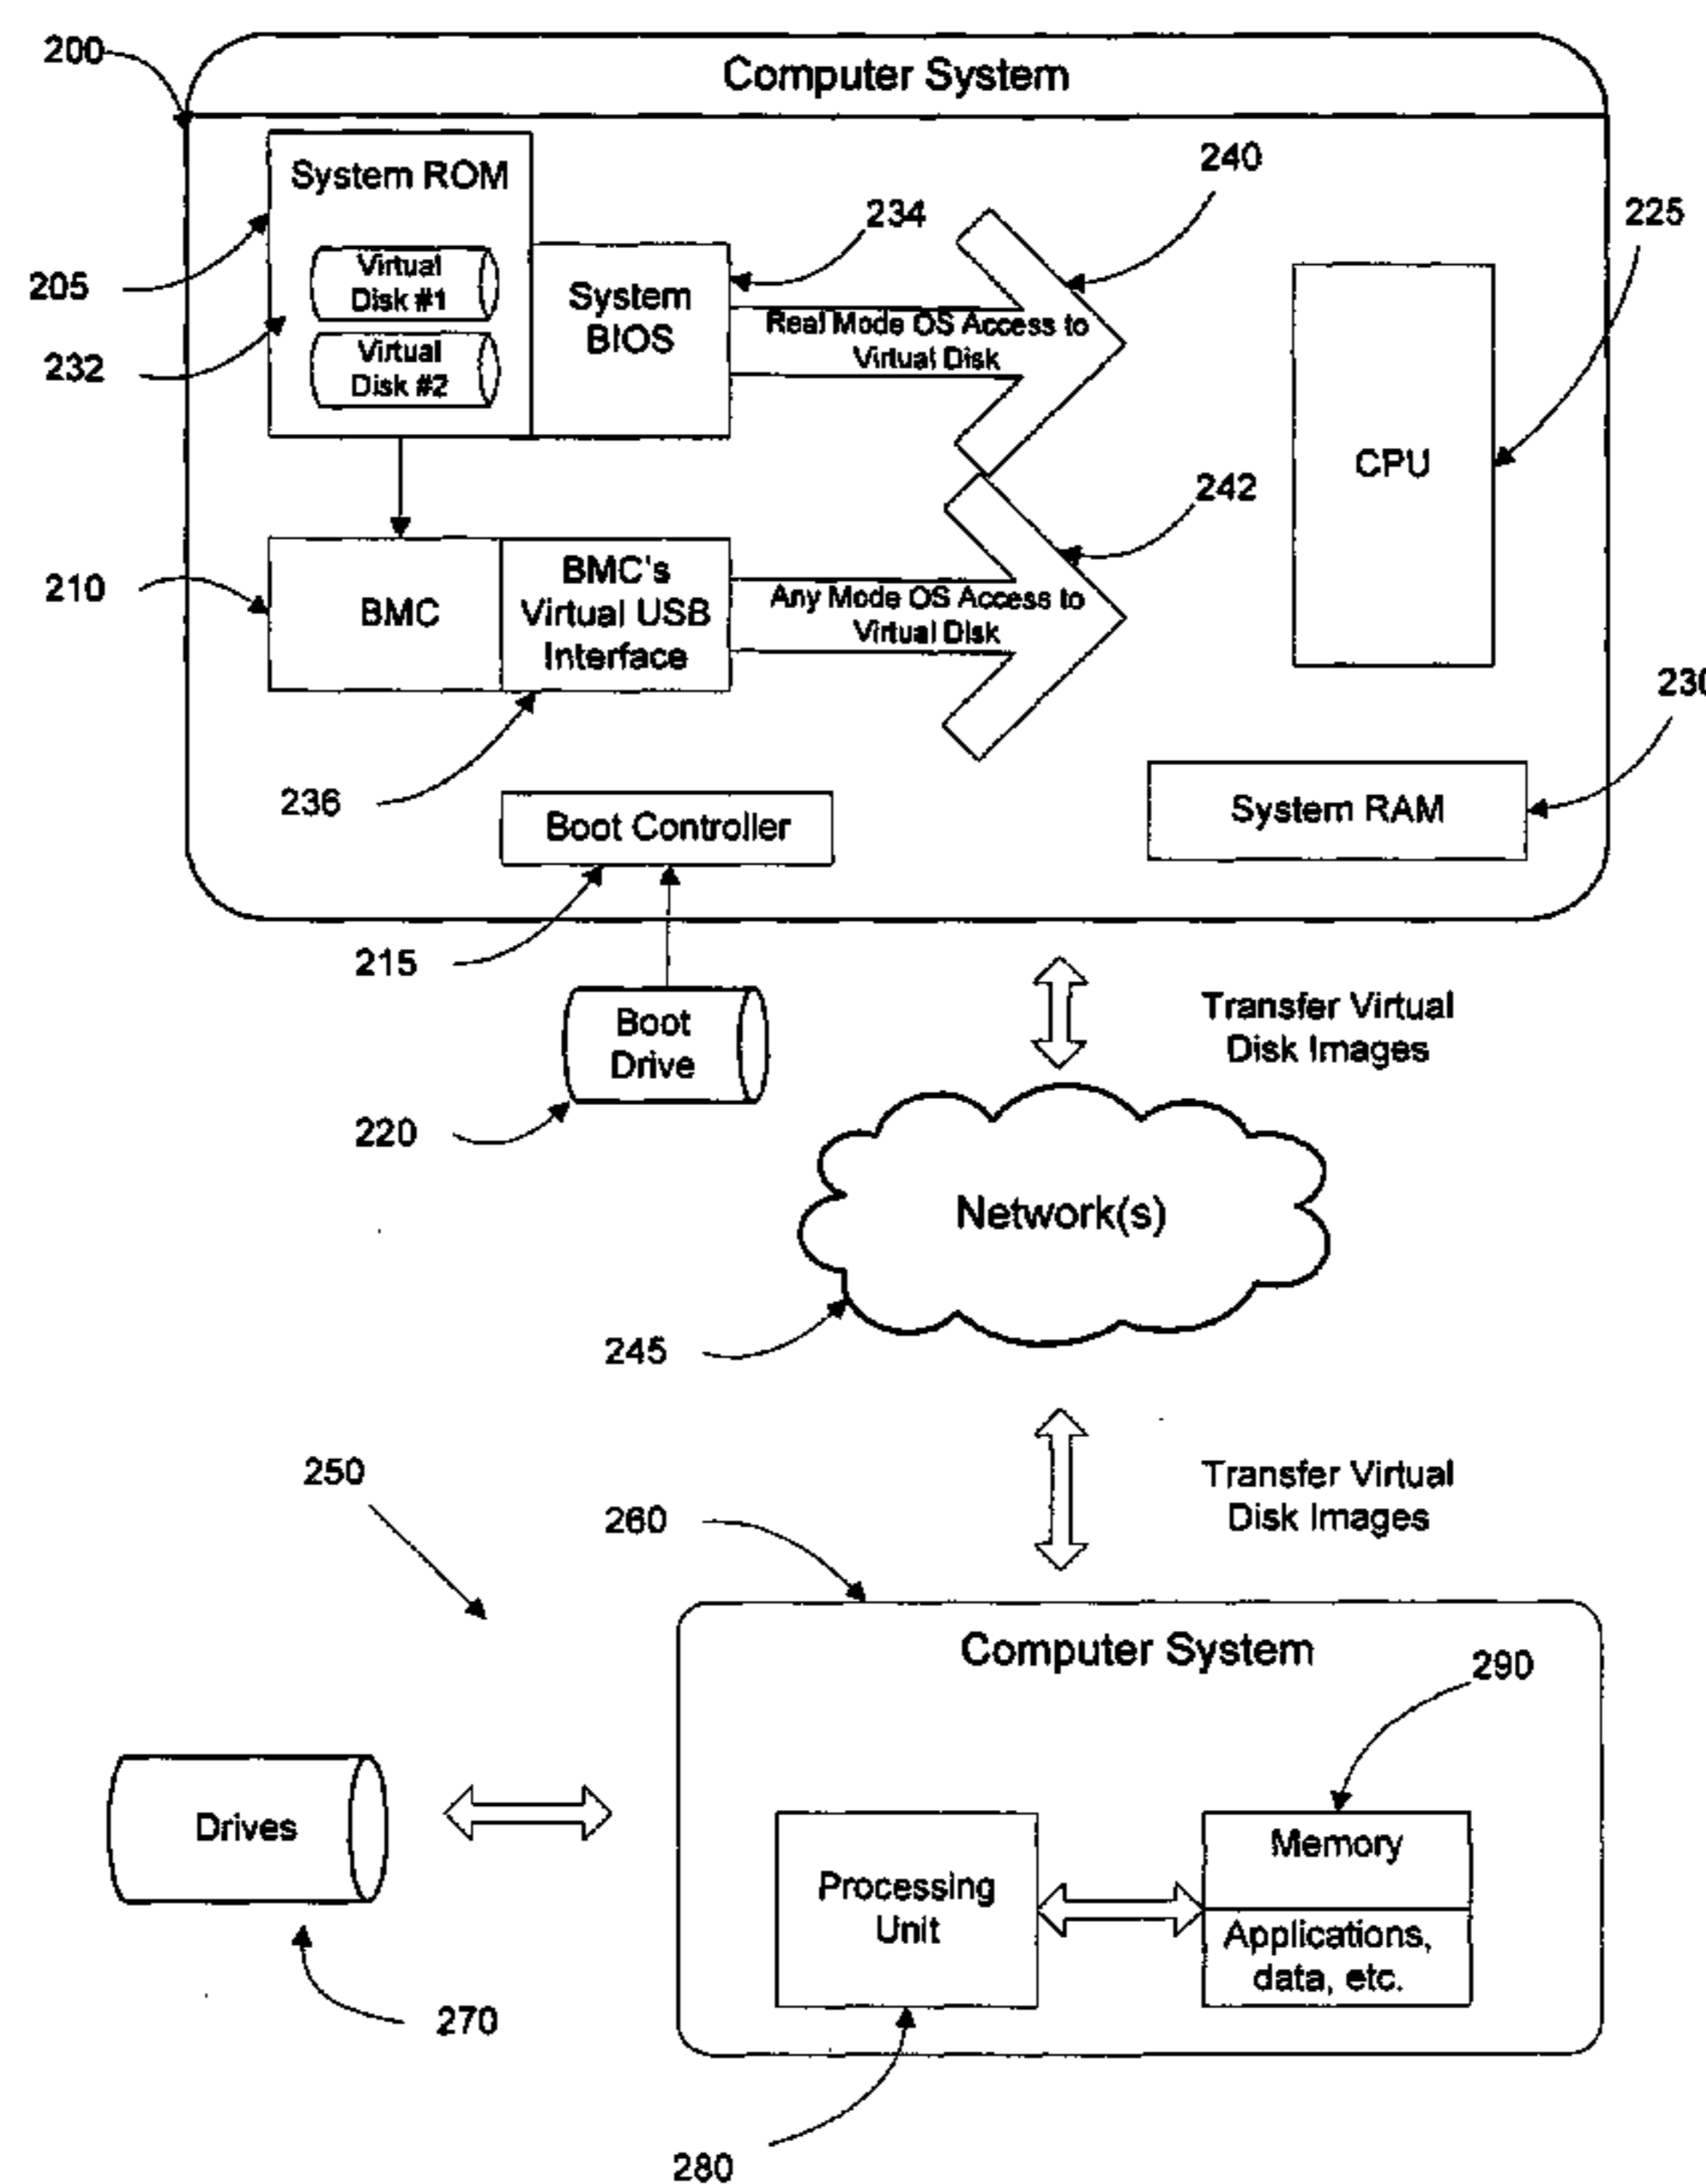 200
Computer System
System ROM
240
234
225
205
Virtual
Disk #1
System
BIOS
Real Mode OS Access to
Virtual Disk
232
Virtual
Disk #2
CPU
242
210
BMC
BMC's
Virtual USB
Interface
Any Mode OS Access to
Virtual Disk
230
236
Boot Controller
System RAM
215
Boot
Drive
Transfer Virtual
Disk Images
220
Network(s)
245
250
Transfer Virtual
Disk Images
260
Computer System
290
Drives
Processing
Unit
Memory
Applications,
data, etc.
270
280